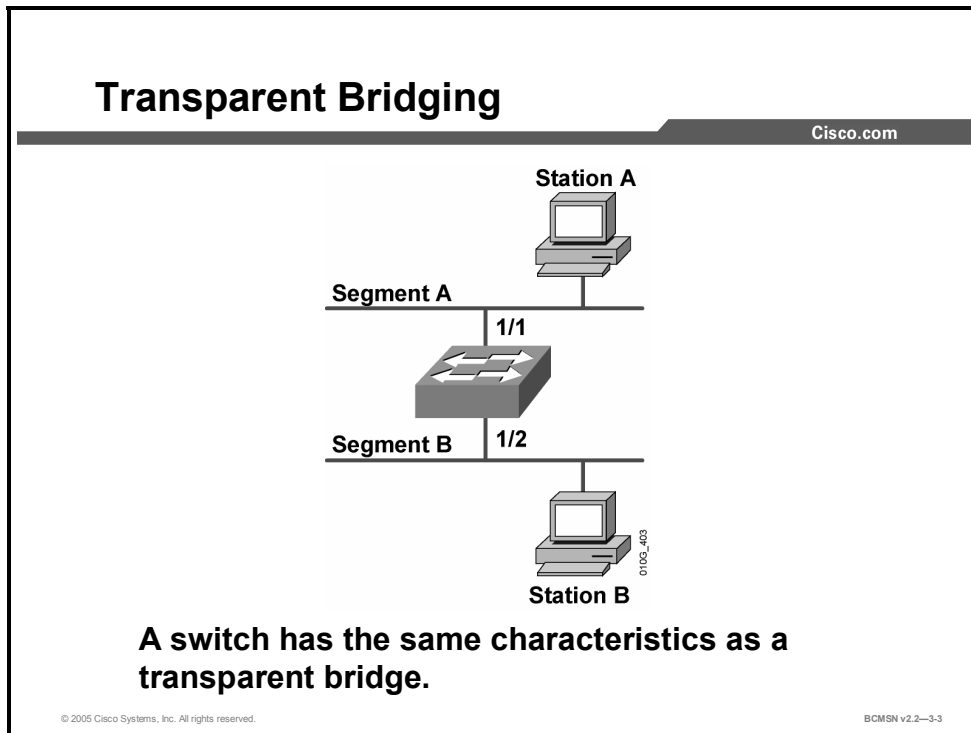 Transparent Bridging
Cisco.com
Station A
Segment A
1/1
Segment B
1/2
010G_403
Station B
A switch has the same characteristics as a
transparent bridge.
© 2005 Cisco Systems, Inc. All rights reserved.
BCMSN v2.2—3-3